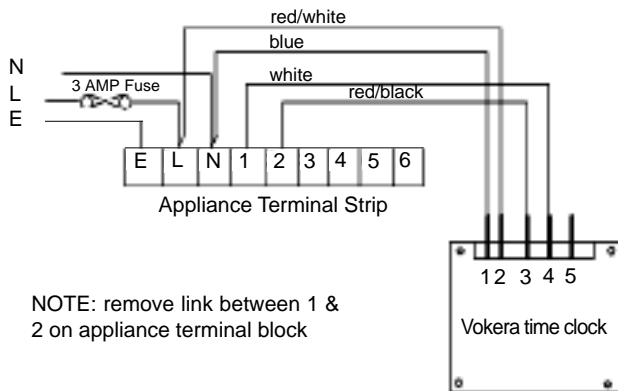 red/white
blue
N
white
3 AMP Fuse
L
red/black
E
E L N 1 2 3 4 5 6
Appliance Terminal Strip
1 2 3 4 5
NOTE: remove link between 1 &
2 on appliance terminal block
Vokera time clock